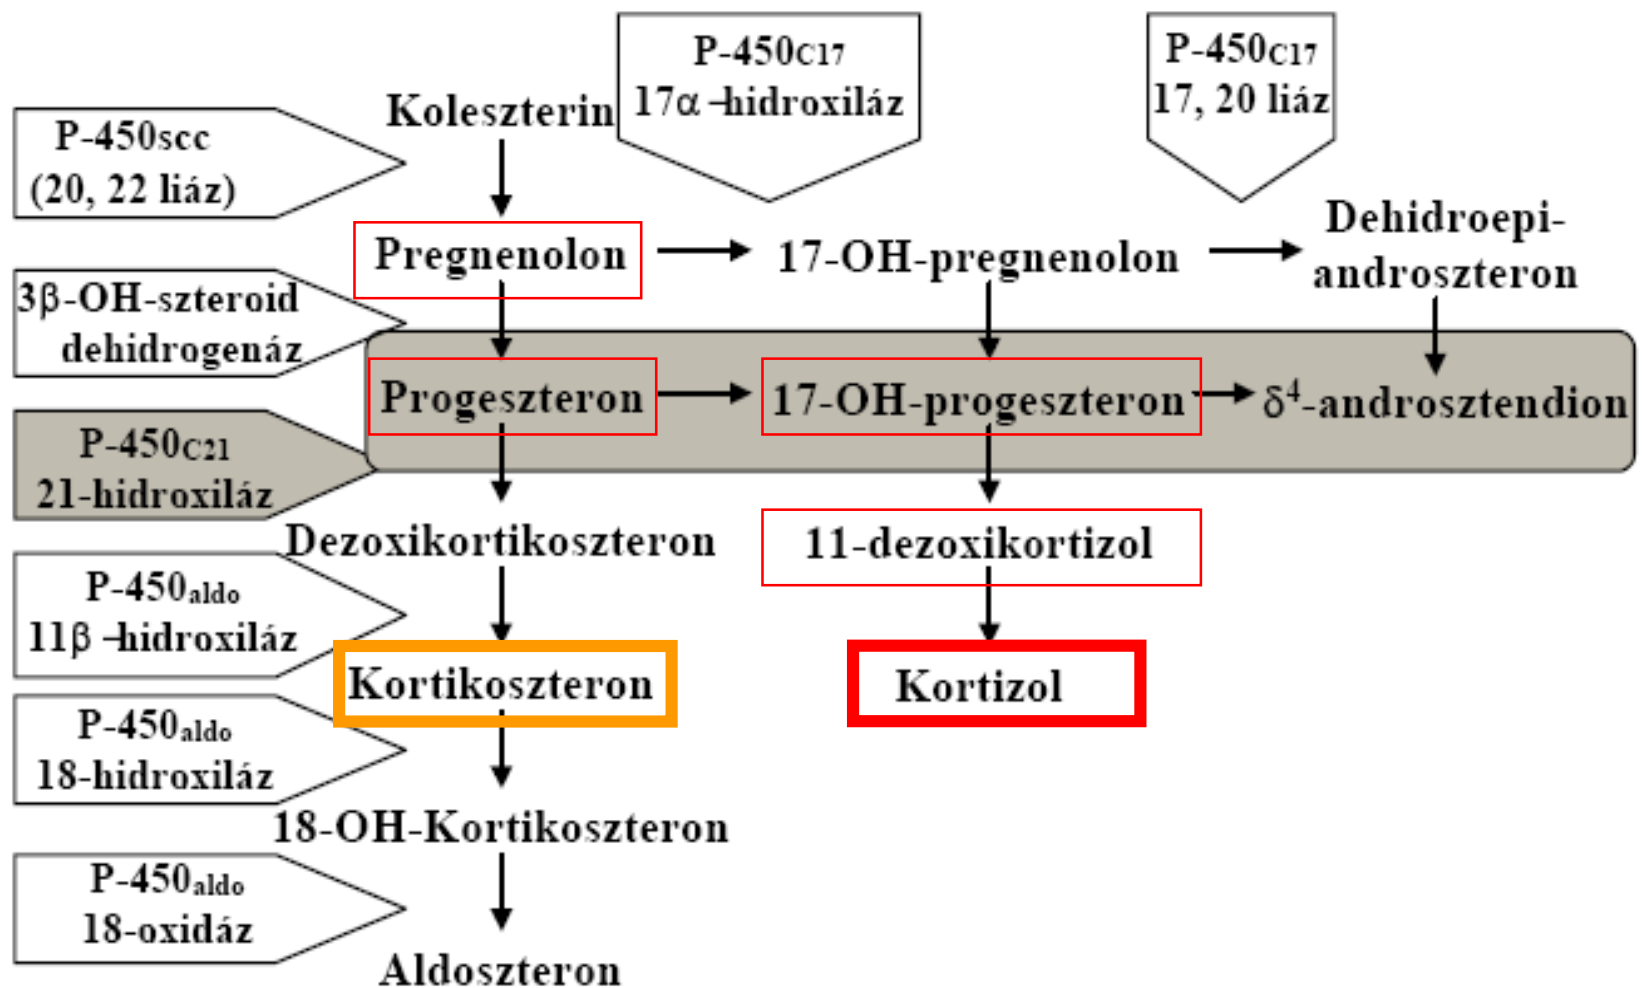 P-450C17
17α-hidroxiláz
P-450C17
17, 20 liáz
P-450scc
(20, 22 liáz)
Koleszterin
Pregnenolon
17-OH-pregnenolon
Dehidroepi-
androszteron
3β-OH-szteroid
dehidrogenáz
Progeszteron
17-OH-progeszteron
δ⁴-androsztendion
P-450C21
21-hidroxiláz
Dezoxikortikoszteron
11-dezoxikortizol
P-450aldo
11β-hidroxiláz
Kortikoszteron
Kortizol
P-450aldo
18-hidroxiláz
18-OH-Kortikoszteron
P-450aldo
18-oxidáz
Aldoszteron